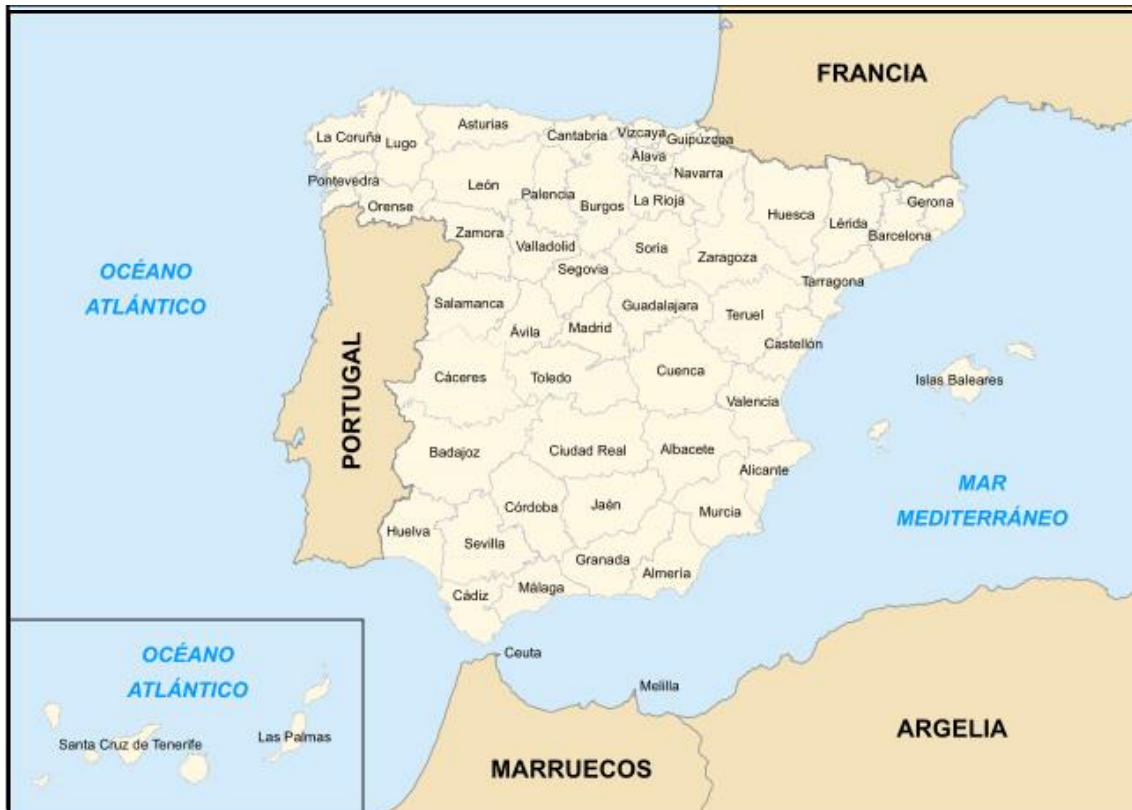 FRANCIA
La Coruña
Lugo
Asturias
Cantabria
Vizcaya
Guipúzcoa
Álava
Navarra
Pontevedra
Orense
León
Palencia
Burgos
La Rioja
Huesca
Lérida
Gerona
Barcelona
Zamora
Valladolid
Soria
Zaragoza
Segovia
Tarragona
OCÉANO
ATLÁNTICO
Salamanca
Ávila
Madrid
Guadalajara
Teruel
Castellón
PORTUGAL
Cáceres
Toledo
Cuenca
Valencia
Islas Baleares
Badajoz
Ciudad Real
Albacete
Alicante
MAR
MEDITERRÁNEO
Huelva
Sevilla
Córdoba
Jaén
Murcia
Granada
Almería
Cádiz
Málaga
Ceuta
Melilla
OCÉANO
ATLÁNTICO
Santa Cruz de Tenerife
Las Palmas
MARRUECOS
ARGELIA